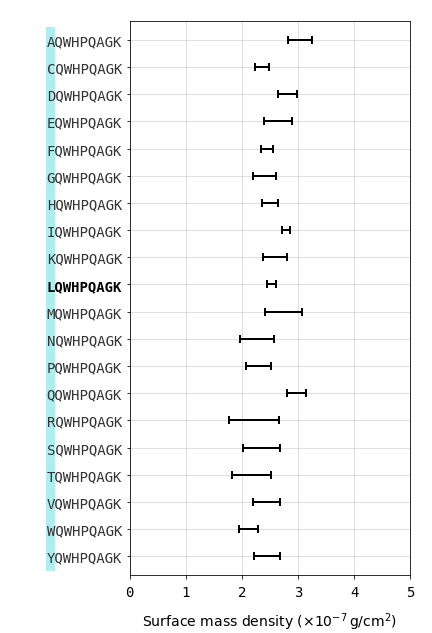 AQWHPQAGK
CQWHPQAGK
DQWHPQAGK
EQWHPQAGK
FQWHPQAGK
GQWHPQAGK
HQWHPQAGK
IQWHPQAGK
KQWHPQAGK
LQWHPQAGK
MQWHPQAGK
NQWHPQAGK
PQWHPQAGK
QQWHPQAGK
RQWHPQAGK
SQWHPQAGK
TQWHPQAGK
VQWHPQAGK
WQWHPQAGK
YQWHPQAGK
0 1 2 3 4 5
Surface mass density (×10⁻⁷ g/cm²)